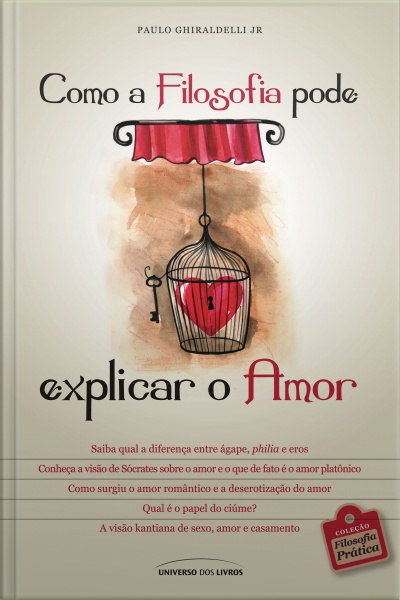 PAULO GHIRALDELLI JR
Como a Filosofia pode
explicar o Amor
Saiba qual a diferença entre ágape, philia e eros
Conheça a visão de Sócrates sobre o amor e o que de fato é o amor platônico
Como surgiu o amor romântico e a deserotização do amor
Qual é o papel do ciúme?
A visão kantiana de sexo, amor e casamento
COLEÇÃO
Filosofia
Prática
UNIVERSO DOS LIVROS